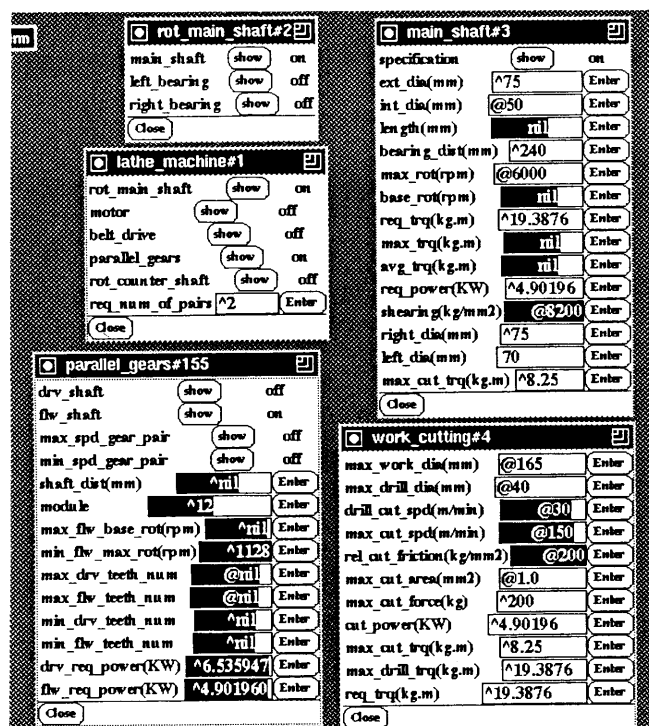 rm
rot_main_shaft#2
main_shaft show on
left_bearing show off
right_bearing show off
Close
lathe_machine#1
rot_main_shaft show on
motor show off
belt_drive show off
parallel_gears show on
rot_counter_shaft show off
req_num_of_pairs ^2 Enter
Close
parallel_gears#155
drv_shaft show off
flw_shaft show on
max_spd_gear_pair show off
min_spd_gear_pair show off
shaft_dist(mm) ^nil Enter
module ^12 Enter
max_flw_base_rot(rpm) ^nil Enter
min_flw_max_rot(rpm) ^1128 Enter
max_drv_teeth_num @nil Enter
max_flw_teeth_num @nil Enter
min_drv_teeth_num ^nil Enter
min_flw_teeth_num ^nil Enter
drv_req_power(KW) ^6.535947 Enter
flw_req_power(KW) ^4.901960 Enter
Close
main_shaft#3
specification show on
ext_dia(mm) ^75 Enter
int_dia(mm) @50 Enter
length(mm) nil Enter
bearing_dist(mm) ^240 Enter
max_rot(rpm) @6000 Enter
base_rot(rpm) nil Enter
req_trq(kg.m) ^19.3876 Enter
max_trq(kg.m) nil Enter
avg_trq(kg.m) nil Enter
req_power(KW) ^4.90196 Enter
shearing(kg/mm2) @8200 Enter
right_dia(mm) ^75 Enter
left_dia(mm) 70 Enter
max_cut_trq(kg.m) ^8.25 Enter
Close
work_cutting#4
max_work_dia(mm) @165 Enter
max_drill_dia(mm) @40 Enter
drill_cut_spd(m/min) @30 Enter
max_cut_spd(m/min) @150 Enter
rel_cut_friction(kg/mm2) @200 Enter
max_cut_area(mm2) @1.0 Enter
max_cut_force(kg) ^200 Enter
cut_power(KW) ^4.90196 Enter
max_cut_trq(kg.m) ^8.25 Enter
max_drill_trq(kg.m) ^19.3876 Enter
req_trq(kg.m) ^19.3876 Enter
Close